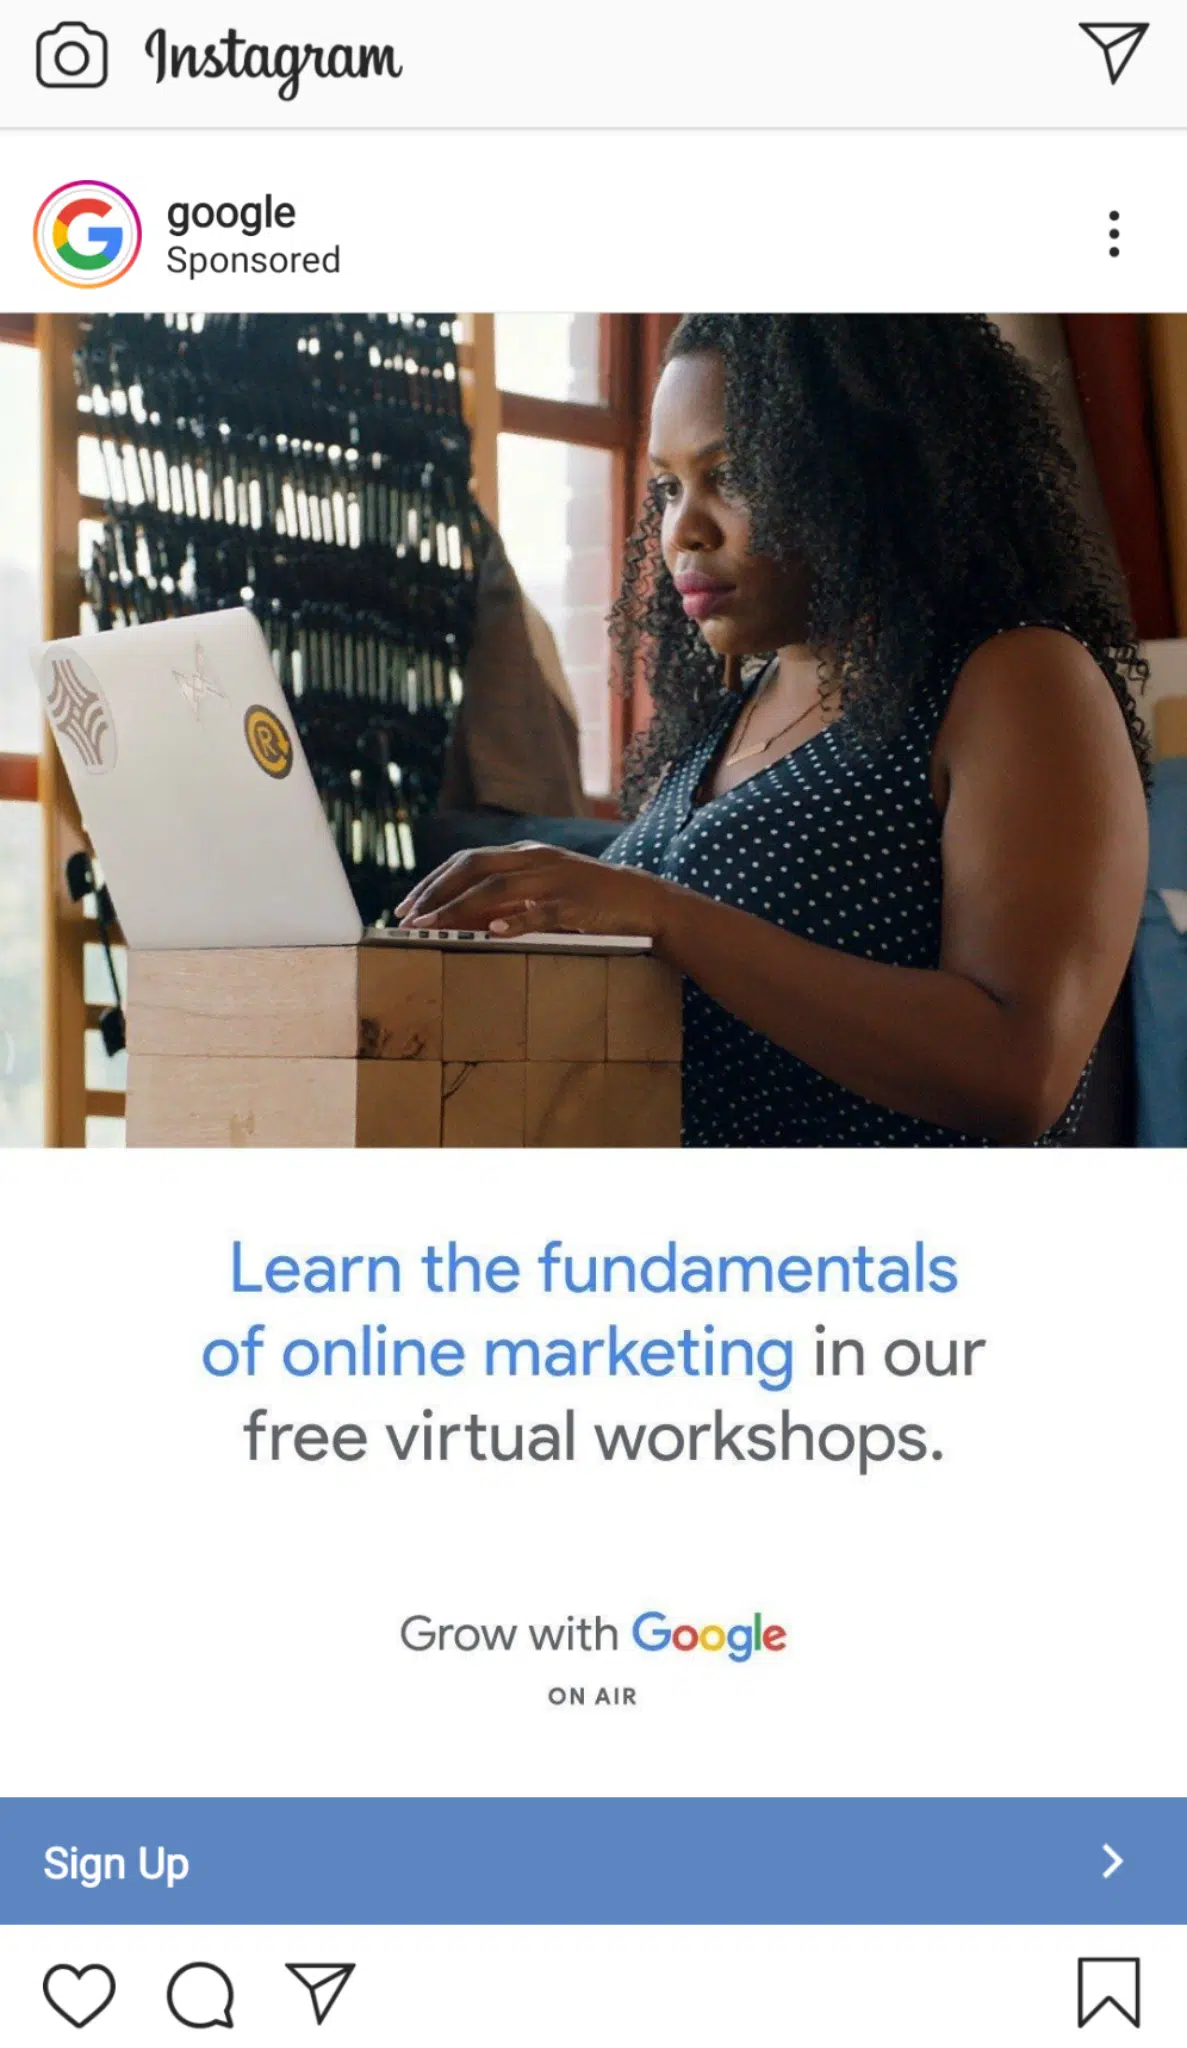 Instagram
google
Sponsored
R
Learn the fundamentals
of online marketing in our
free virtual workshops.
Grow with Google
ON AIR
Sign Up